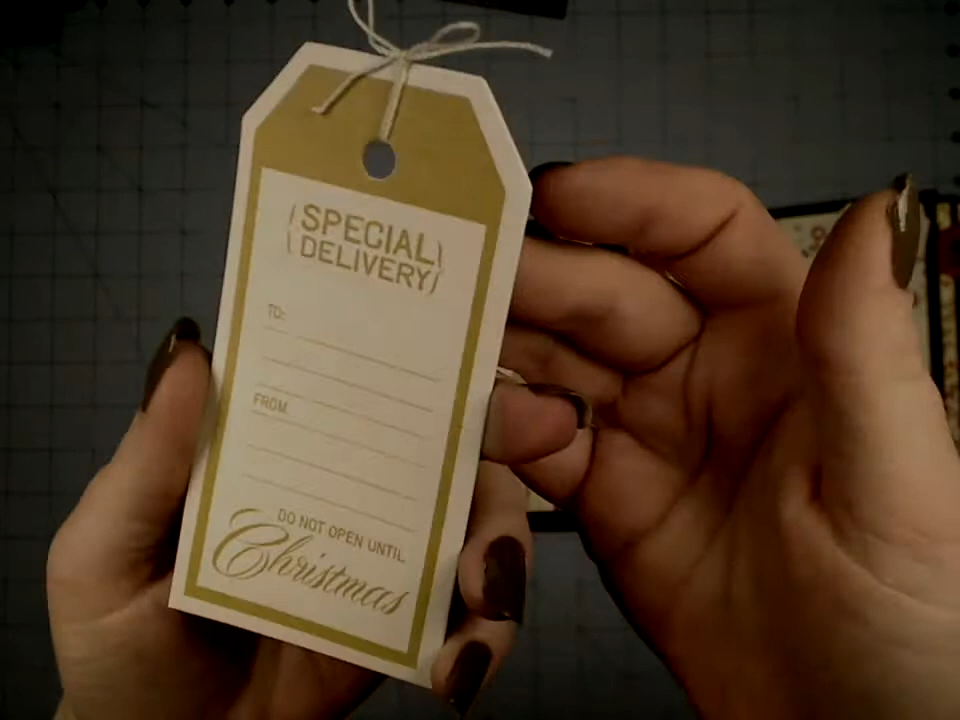 SPECIAL
DELIVERY
TO:
FROM
DO NOT OPEN UNTIL
Christmas